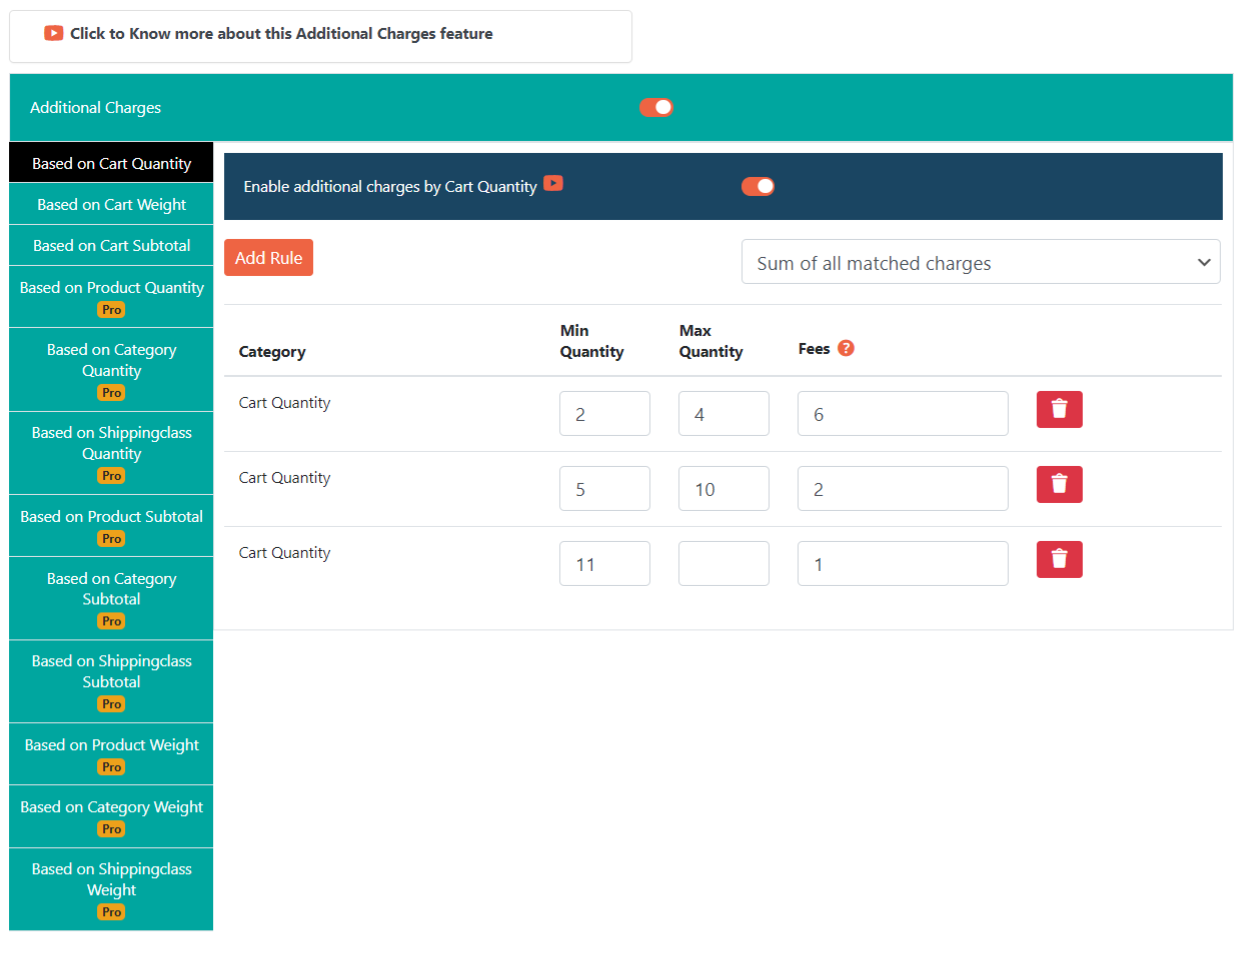 Click to Know more about this Additional Charges feature
Additional Charges
Based on Cart Quantity
Based on Cart Weight
Based on Cart Subtotal
Based on Product Quantity
Pro
Based on Category
Quantity
Pro
Based on Shippingclass
Quantity
Pro
Based on Product Subtotal
Pro
Based on Category
Subtotal
Pro
Based on Shippingclass
Subtotal
Pro
Based on Product Weight
Pro
Based on Category Weight
Pro
Based on Shippingclass
Weight
Pro
Enable additional charges by Cart Quantity
Add Rule
Sum of all matched charges
Category
Min
Quantity
Max
Quantity
Fees ?
Cart Quantity 2 4 6
Cart Quantity 5 10 2
Cart Quantity 11 1